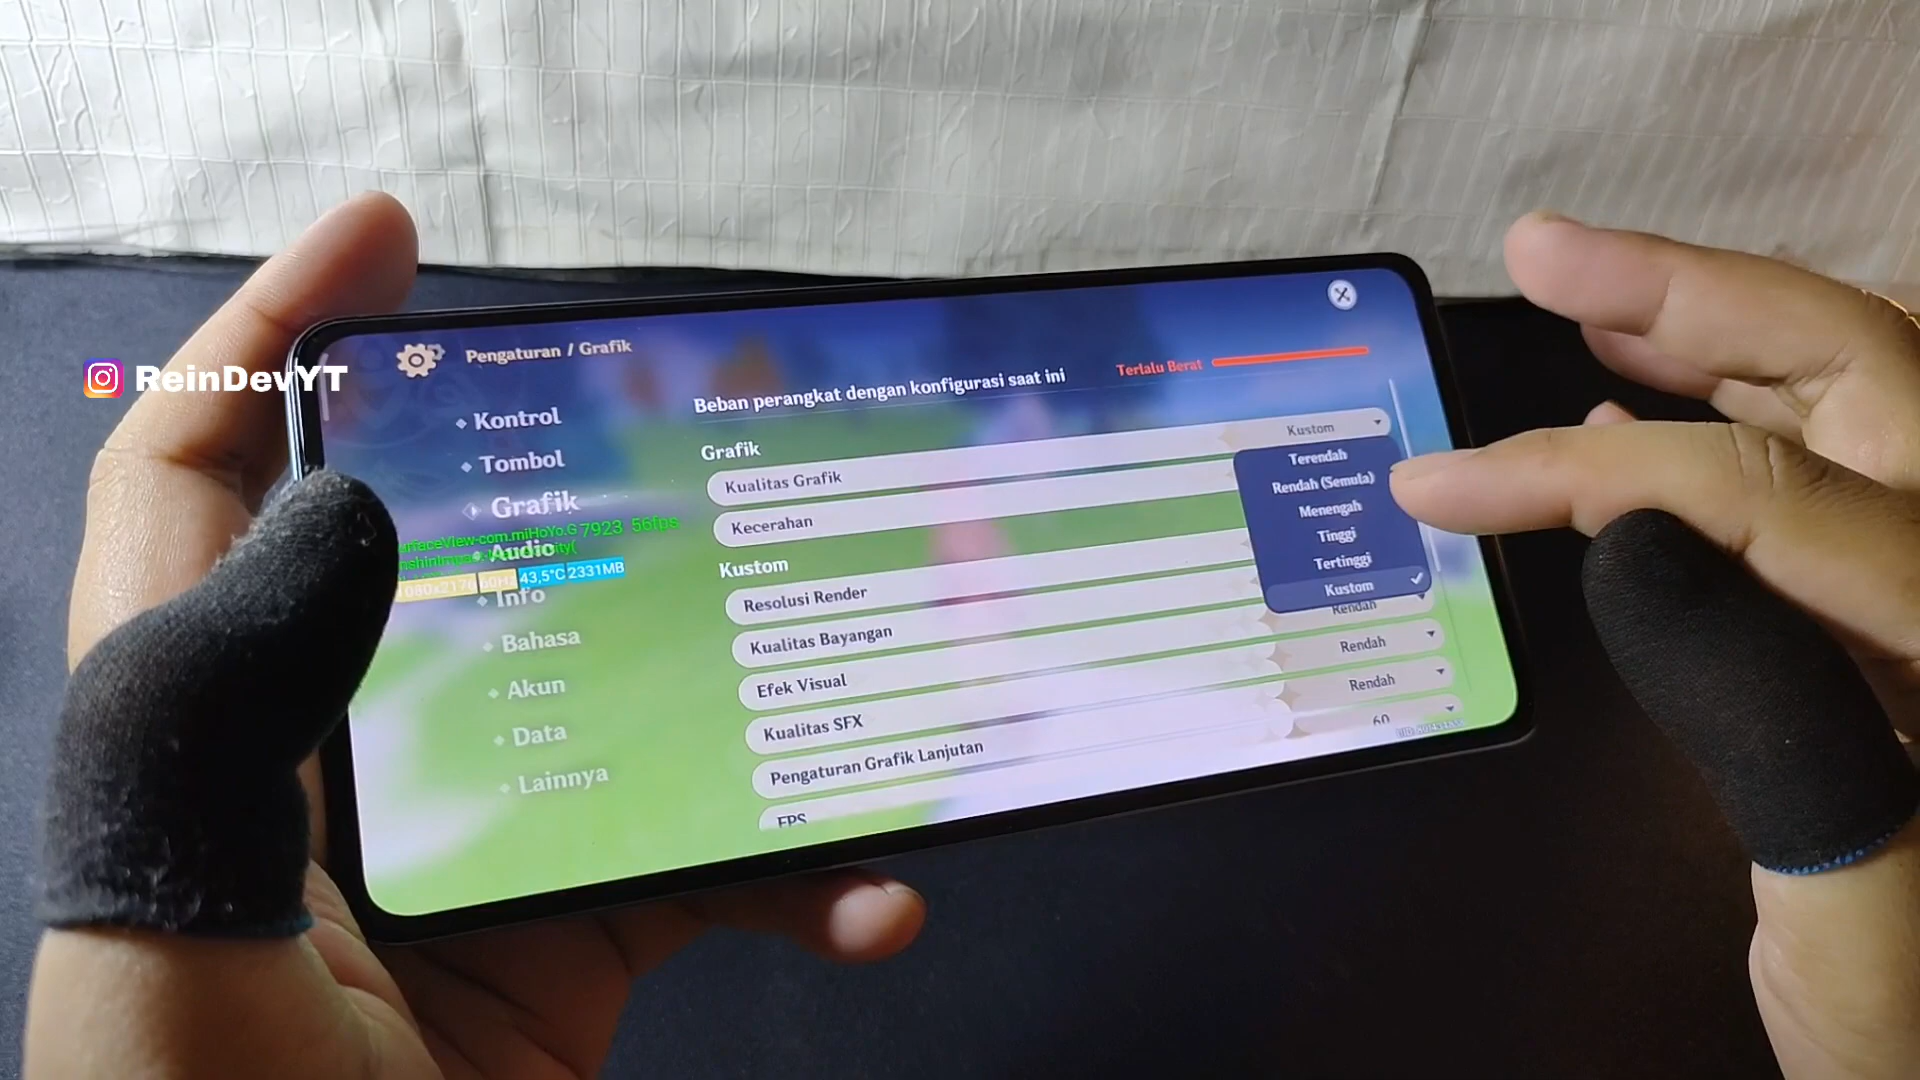 ReinDevYT
Pengaturan / Grafik
Kontrol
Tombol
Grafik
Audio
Info
Bahasa
Akun
Data
Lainnya
7923 56fps
43,5°C 2331MB
Beban perangkat dengan konfigurasi saat ini
Terlalu Berat
Grafik
Kualitas Grafik
Kustom
Kecerahan
Terendah
Rendah (Semula)
Menengah
Tinggi
Tertinggi
Kustom
Kustom
Resolusi Render
Kualitas Bayangan
Rendah
Efek Visual
Rendah
Kualitas SFX
Rendah
Pengaturan Grafik Lanjutan
60
FPS